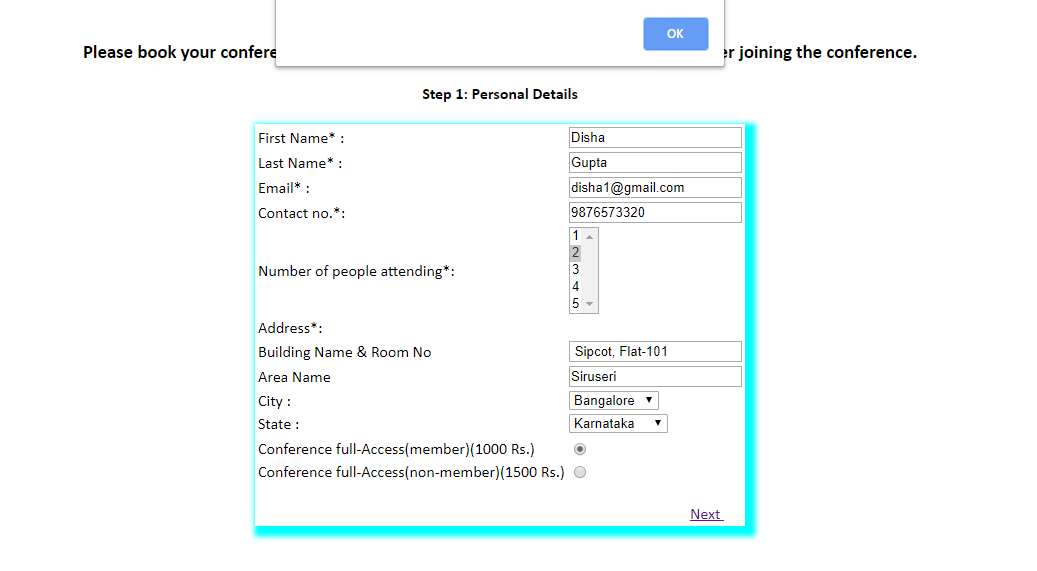 OK
Please book your confere er joining the conference.
Step 1: Personal Details
First Name* : Disha
Last Name* : Gupta
Email* : disha1@gmail.com
Contact no.*: 9876573320
1
2
Number of people attending*: 3
4
5
Address*:
Building Name & Room No Sipcot, Flat-101
Area Name Siruseri
City : Bangalore
State : Karnataka
Conference full-Access(member)(1000 Rs.)
Conference full-Access(non-member)(1500 Rs.)
Next